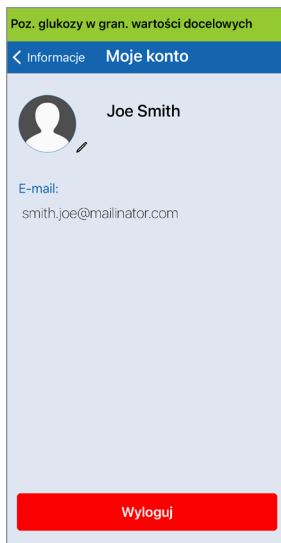 Poz. glukozy w gran. wartości docelowych
Informacje Moje konto
Joe Smith
E-mail:
smith.joe@mailinator.com
Wyloguj